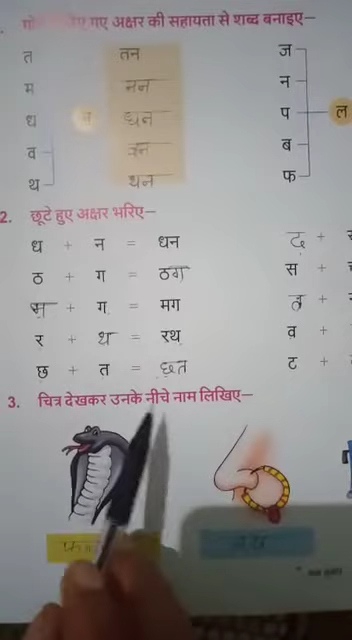 गए अक्षर की सहायता से शब्द बनाइए—
त तन
म नन
ध न धन
व वन
थ थन
ज
न
प ल
ब
फ
2. छूटे हुए अक्षर भरिए—
ध + न = धन द +
ठ + ग = ठग स +
म + ग = मग त +
र + थ = रथ व +
छ + त = छत ट +
3. चित्र देखकर उनके नीचे नाम लिखिए—